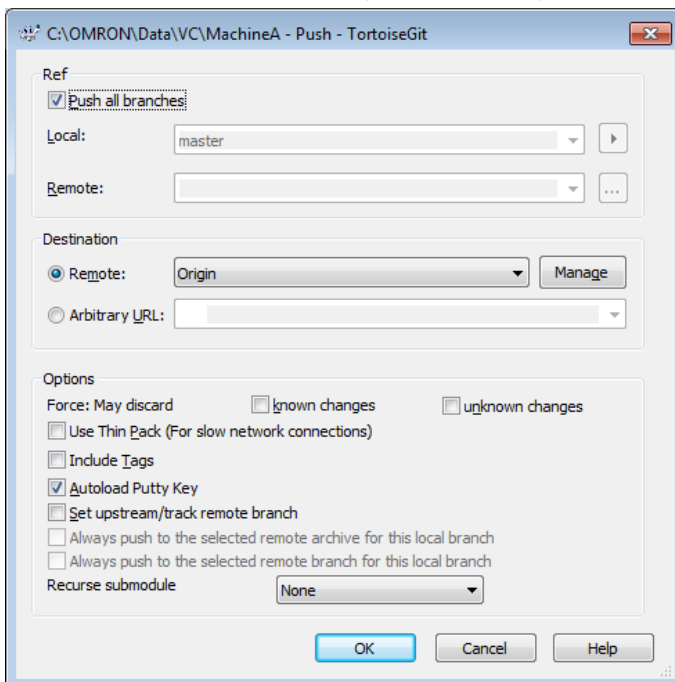 C:\OMRON\Data\VC\MachineA - Push - TortoiseGit
Ref
Push all branches
Local:
master
Remote:
...
Destination
Remote:
Origin
Manage
Arbitrary URL:
Options
Force: May discard known changes unknown changes
Use Thin Pack (For slow network connections)
Include Tags
Autoload Putty Key
Set upstream/track remote branch
Always push to the selected remote archive for this local branch
Always push to the selected remote branch for this local branch
Recurse submodule
None
OK Cancel Help